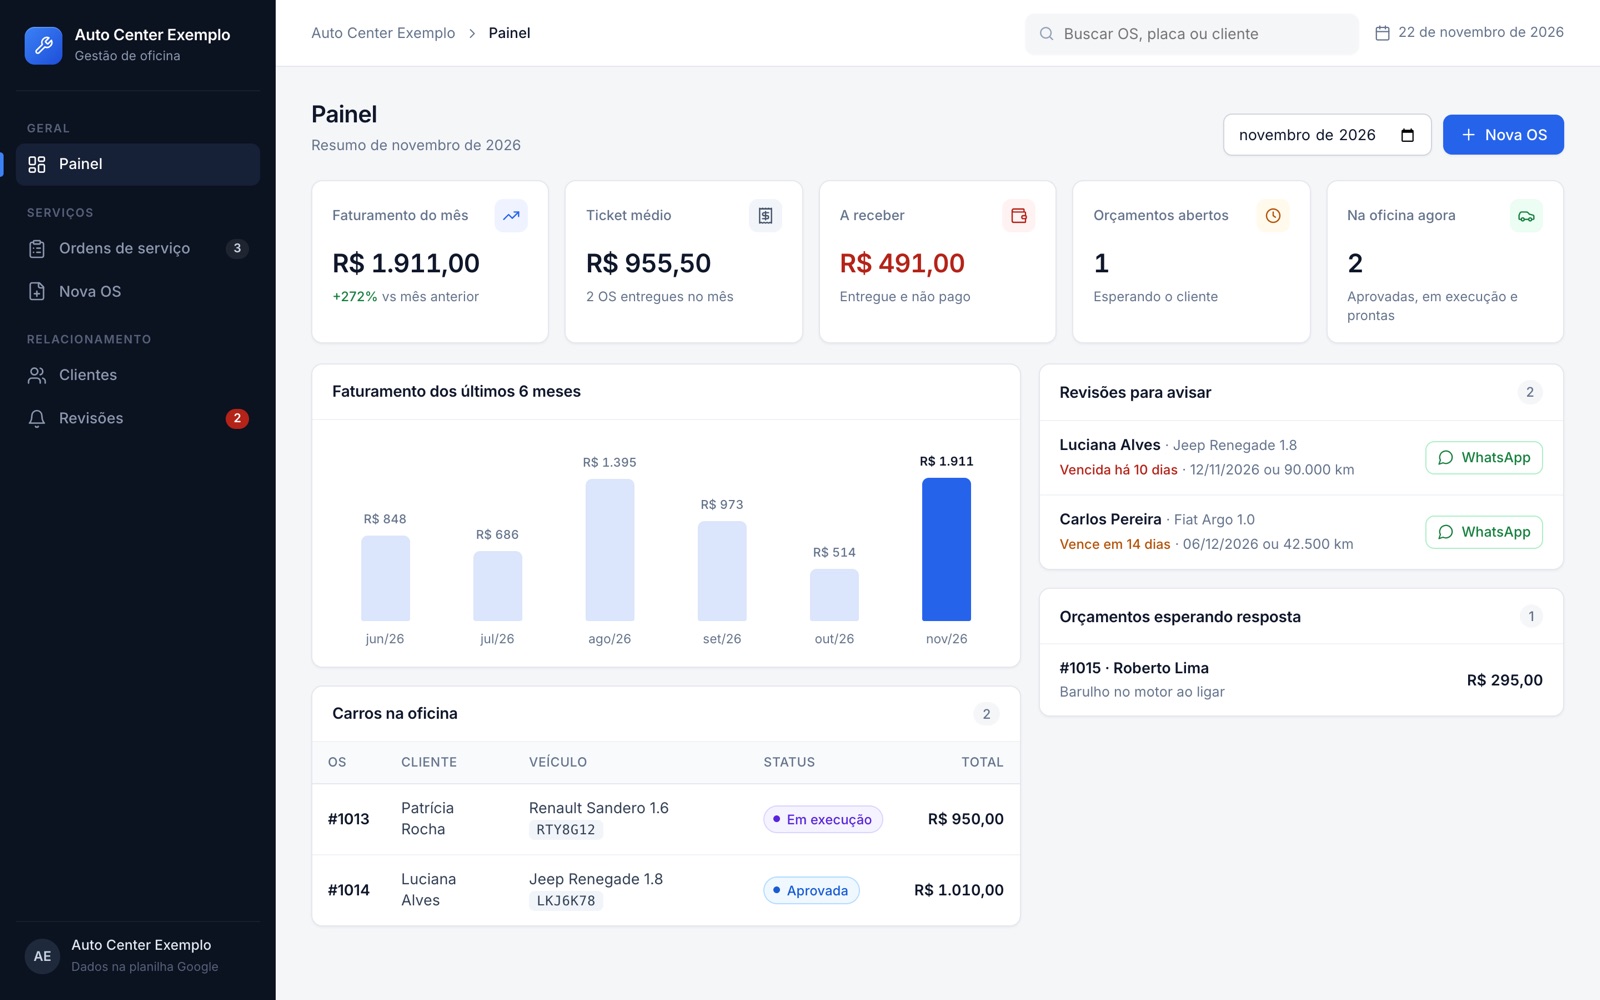 Auto Center Exemplo
Gestão de oficina
GERAL
Painel
SERVIÇOS
Ordens de serviço 3
Nova OS
RELACIONAMENTO
Clientes
Revisões 2
AE
Auto Center Exemplo
Dados na planilha Google
Auto Center Exemplo > Painel
Buscar OS, placa ou cliente
22 de novembro de 2026
Painel
Resumo de novembro de 2026
novembro de 2026
+ Nova OS
Faturamento do mês
R$ 1.911,00
+272% vs mês anterior
Ticket médio
R$ 955,50
2 OS entregues no mês
A receber
R$ 491,00
Entregue e não pago
Orçamentos abertos
1
Esperando o cliente
Na oficina agora
2
Aprovadas, em execução e
prontas
Faturamento dos últimos 6 meses
R$ 848
R$ 686
R$ 1.395
R$ 973
R$ 514
R$ 1.911
jun/26
jul/26
ago/26
set/26
out/26
nov/26
Carros na oficina 2
OS CLIENTE VEÍCULO STATUS TOTAL
#1013 Patrícia Rocha Renault Sandero 1.6 RTY8G12 Em execução R$ 950,00
#1014 Luciana Alves Jeep Renegade 1.8 LKJ6K78 Aprovada R$ 1.010,00
Revisões para avisar 2
Luciana Alves · Jeep Renegade 1.8
Vencida há 10 dias · 12/11/2026 ou 90.000 km
WhatsApp
Carlos Pereira · Fiat Argo 1.0
Vence em 14 dias · 06/12/2026 ou 42.500 km
WhatsApp
Orçamentos esperando resposta 1
#1015 · Roberto Lima
Barulho no motor ao ligar
R$ 295,00